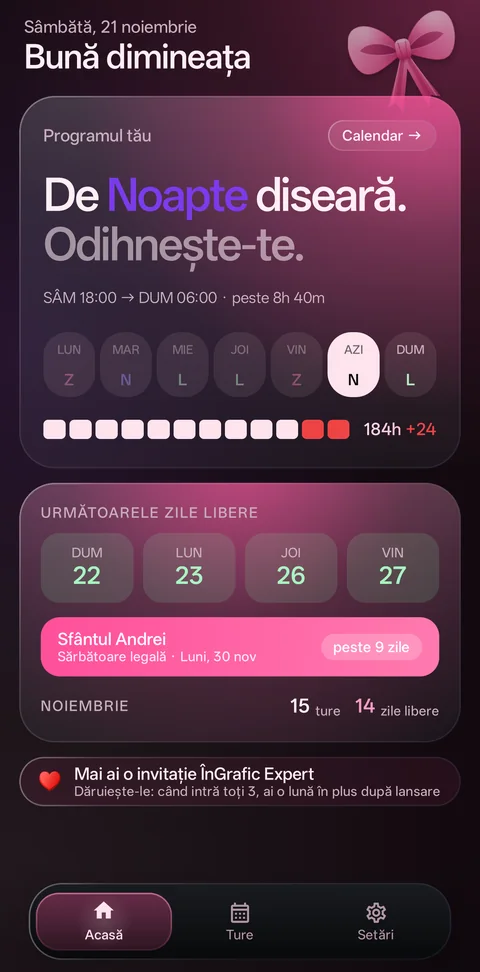 Sâmbătă, 21 noiembrie
Bună dimineața
Programul tău
Calendar →
De Noapte diseară.
Odihnește-te.
SÂM 18:00 → DUM 06:00 · peste 8h 40m
LUN MAR MIE JOI VIN AZI DUM
Z N L L Z N L
184h +24
URMĂTOARELE ZILE LIBERE
DUM LUN JOI VIN
22 23 26 27
Sfântul Andrei
Sărbătoare legală · Luni, 30 nov
peste 9 zile
NOIEMBRIE 15 ture 14 zile libere
Mai ai o invitație ÎnGrafic Expert
Dăruiește-le: când intră toți 3, ai o lună în plus după lansare
Acasă Ture Setări